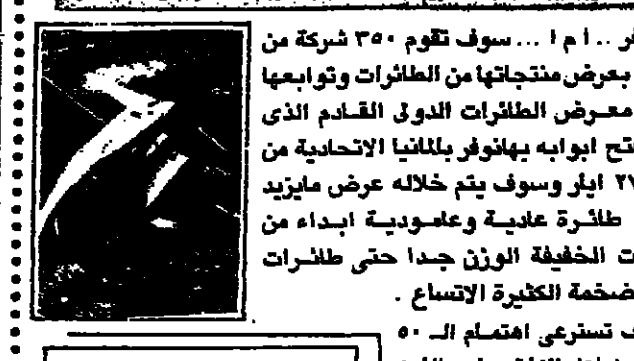 فر .. ا م ا ... سوف تقوم ٣٥٠ شركة من
بعرض منتجاتها من الطائرات وتوابعها
معرض الطائرات الدولى القادم الذى
تح ابوابه بهانوفر بالمانيا الاتحادية من
٢٧ ايار وسوف يتم خلاله عرض مايزيد
طائرة عادية وعامودية ابداء من
ت الخفيفة الوزن جدا حتى طائرات
ضخمة الكثيرة الاتساع .
ف تسترعى اهتمام الـ ٥٠